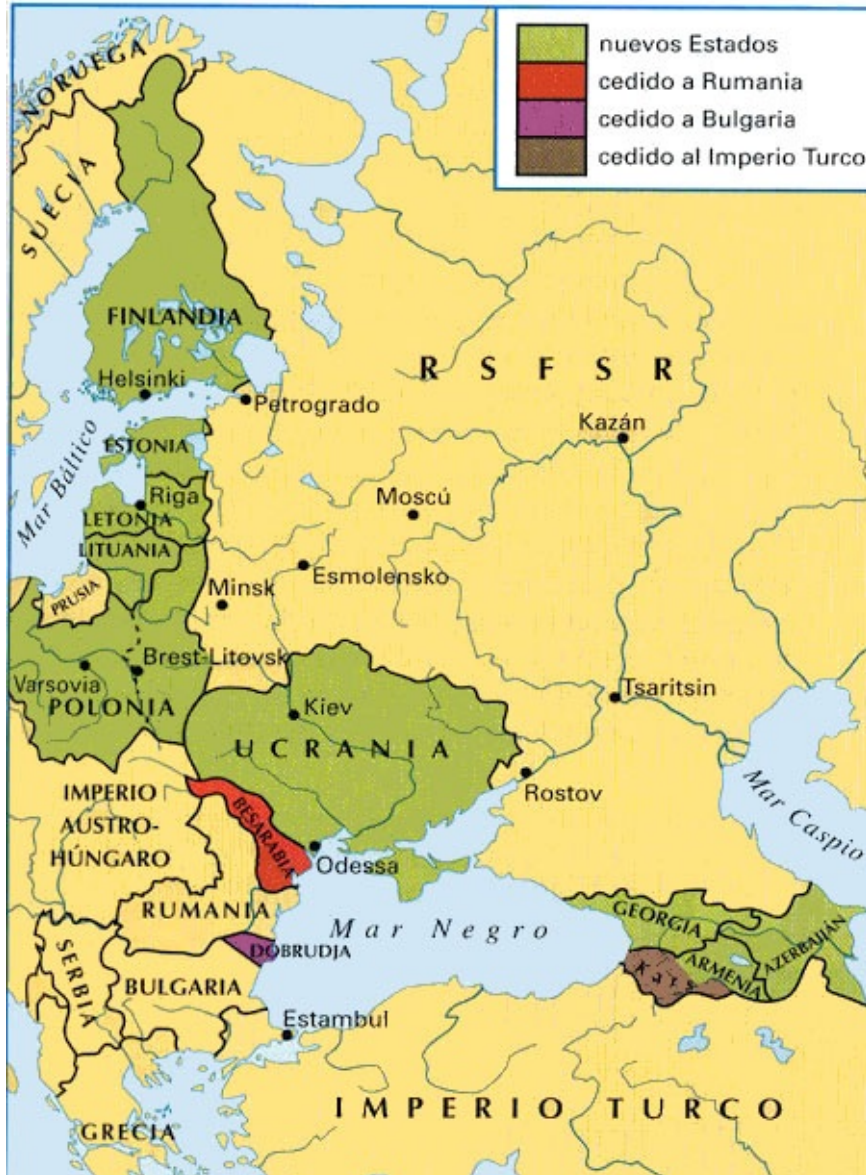 nuevos Estados
cedido a Rumania
cedido a Bulgaria
cedido al Imperio Turco
NORUEGA
SUECIA
FINLANDIA
Helsinki
Petrogrado
R S F S R
Kazán
Mar Báltico
ESTONIA
Riga
LETONIA
Moscú
LITUANIA
Esmolensko
PRUSIA
Minsk
Brest-Litovsk
Varsovia
POLONIA
Tsaritsin
Kiev
UCRANIA
Rostov
Mar Caspio
IMPERIO
AUSTRO-
HÚNGARO
BESARABIA
Odessa
RUMANIA
Mar Negro
GEORGIA
AZERBAIJÁN
ARMENIA
Kars
DOBRUDJA
SERBIA
BULGARIA
Estambul
IMPERIO TURCO
GRECIA